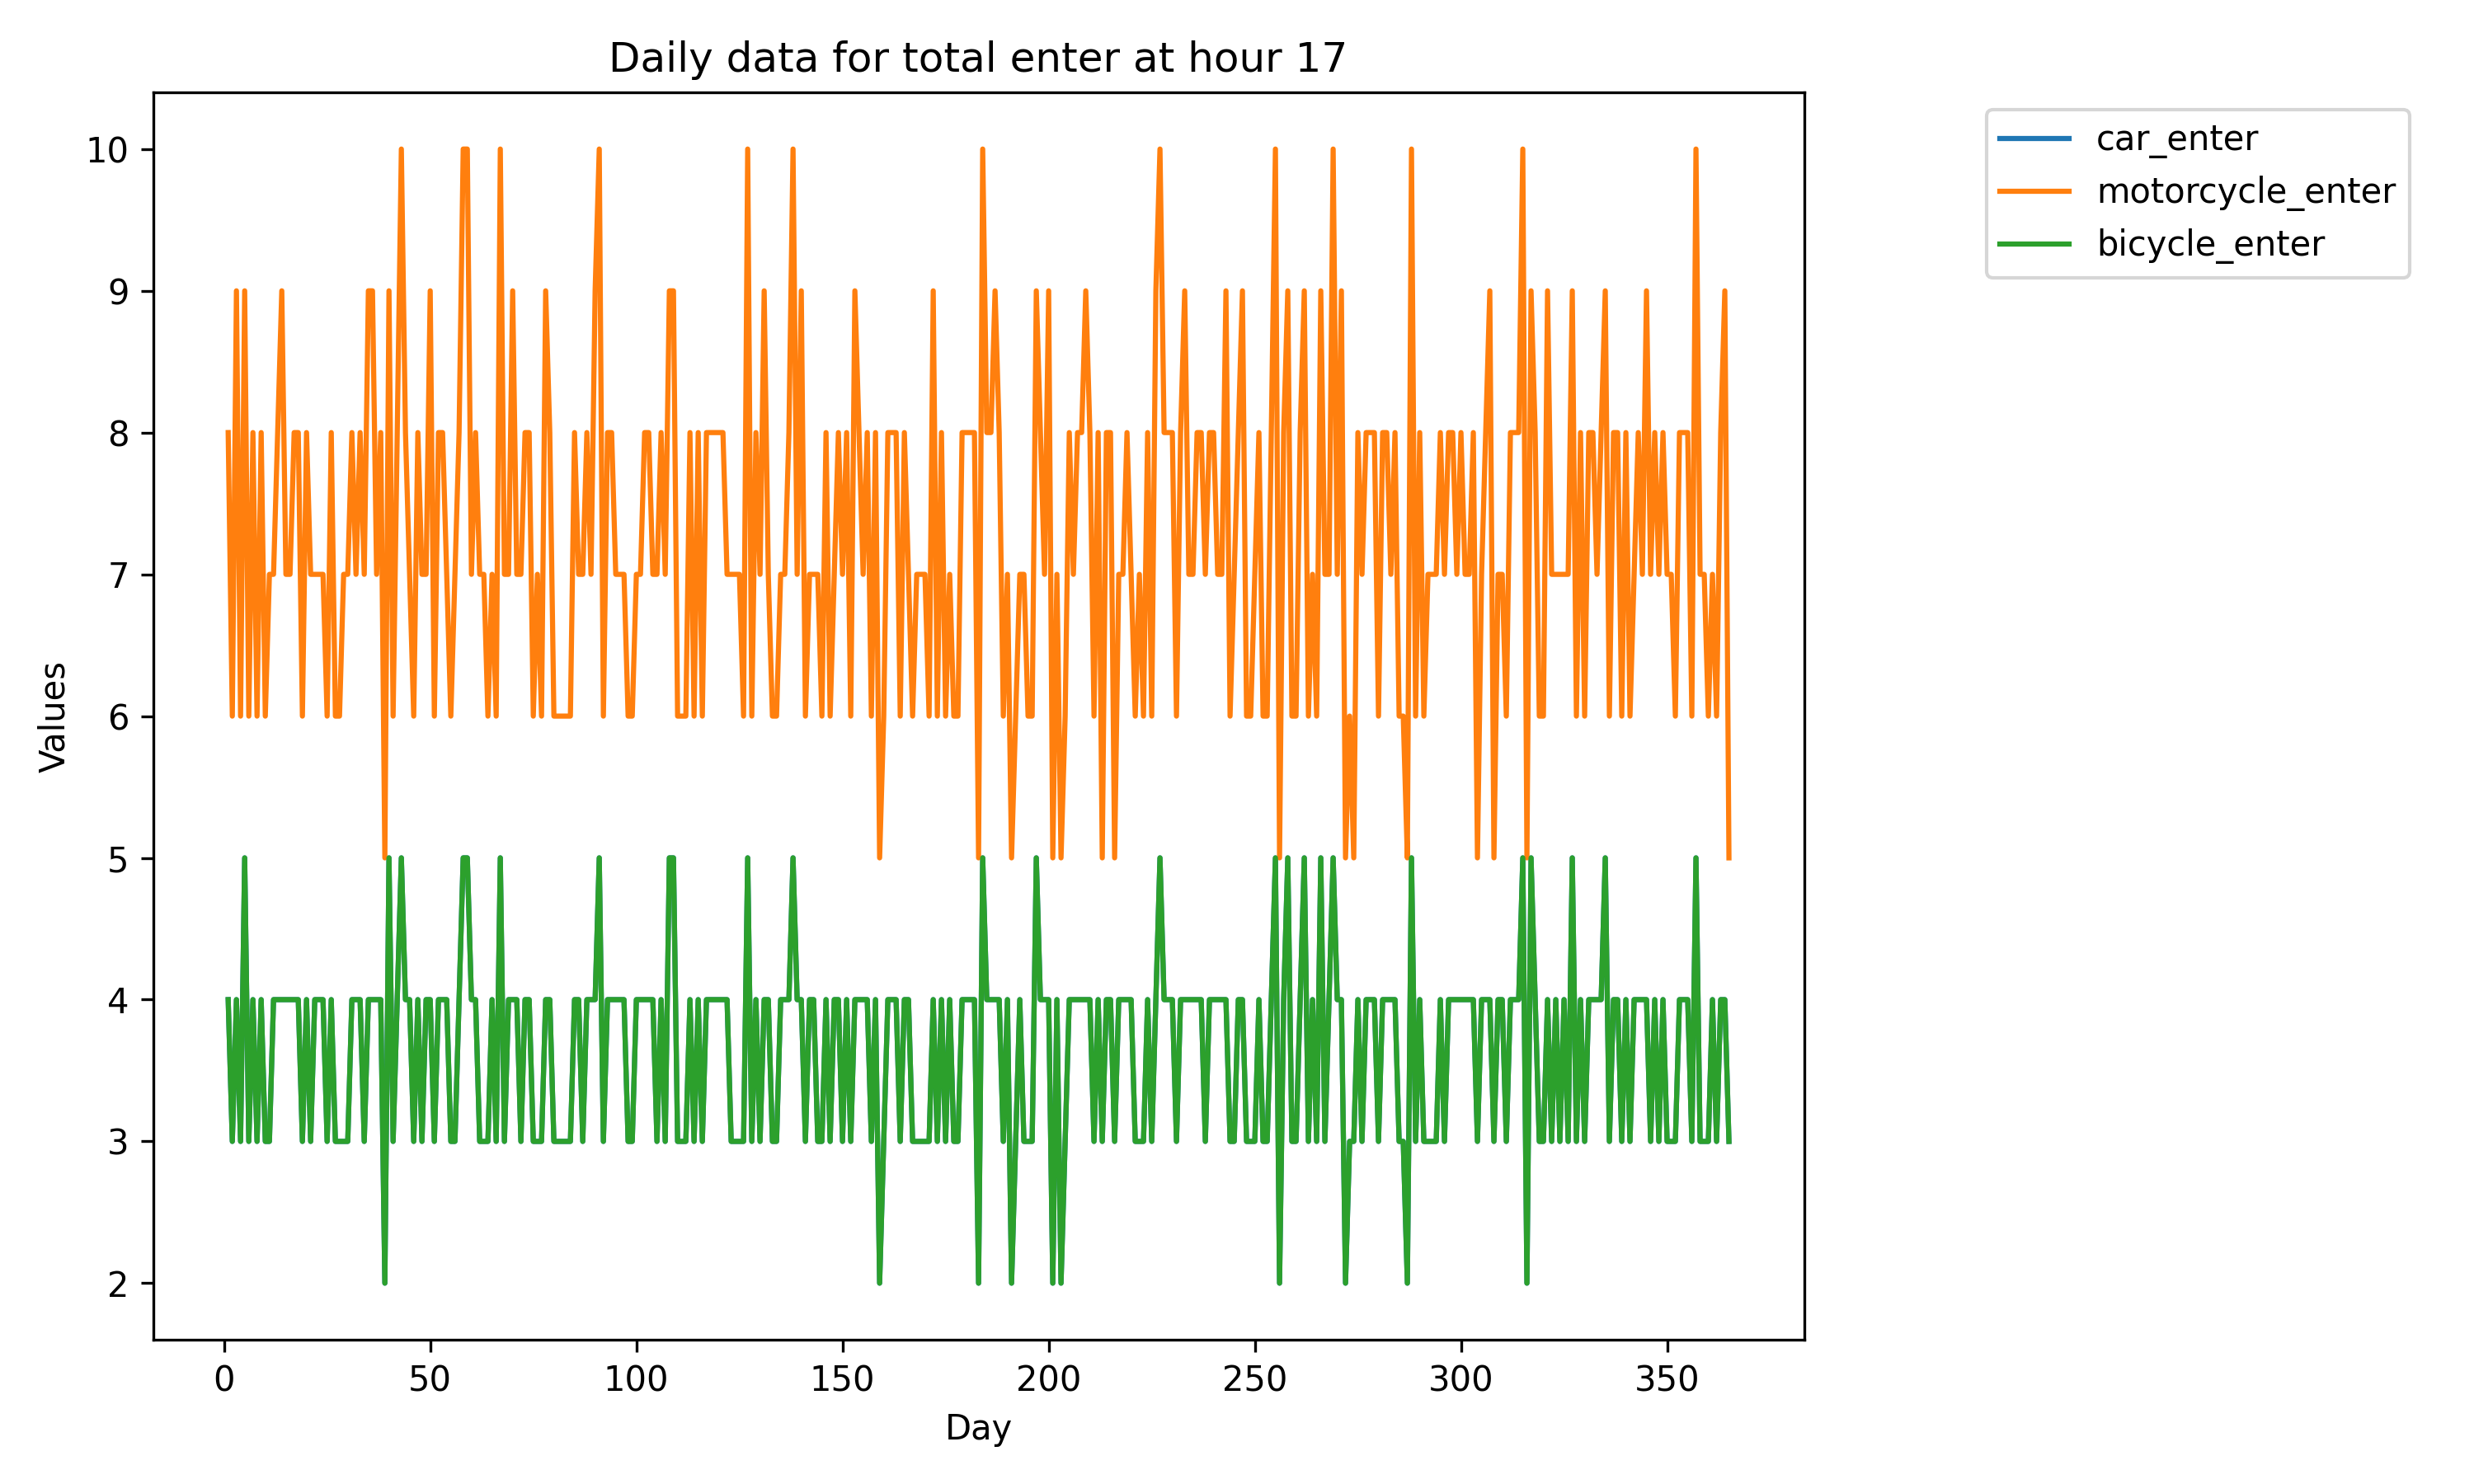 Daily data for total enter at hour 17
car_enter
motorcycle_enter
bicycle_enter
10
9
8
7
6
5
4
3
2
Values
0 50 100 150 200 250 300 350
Day